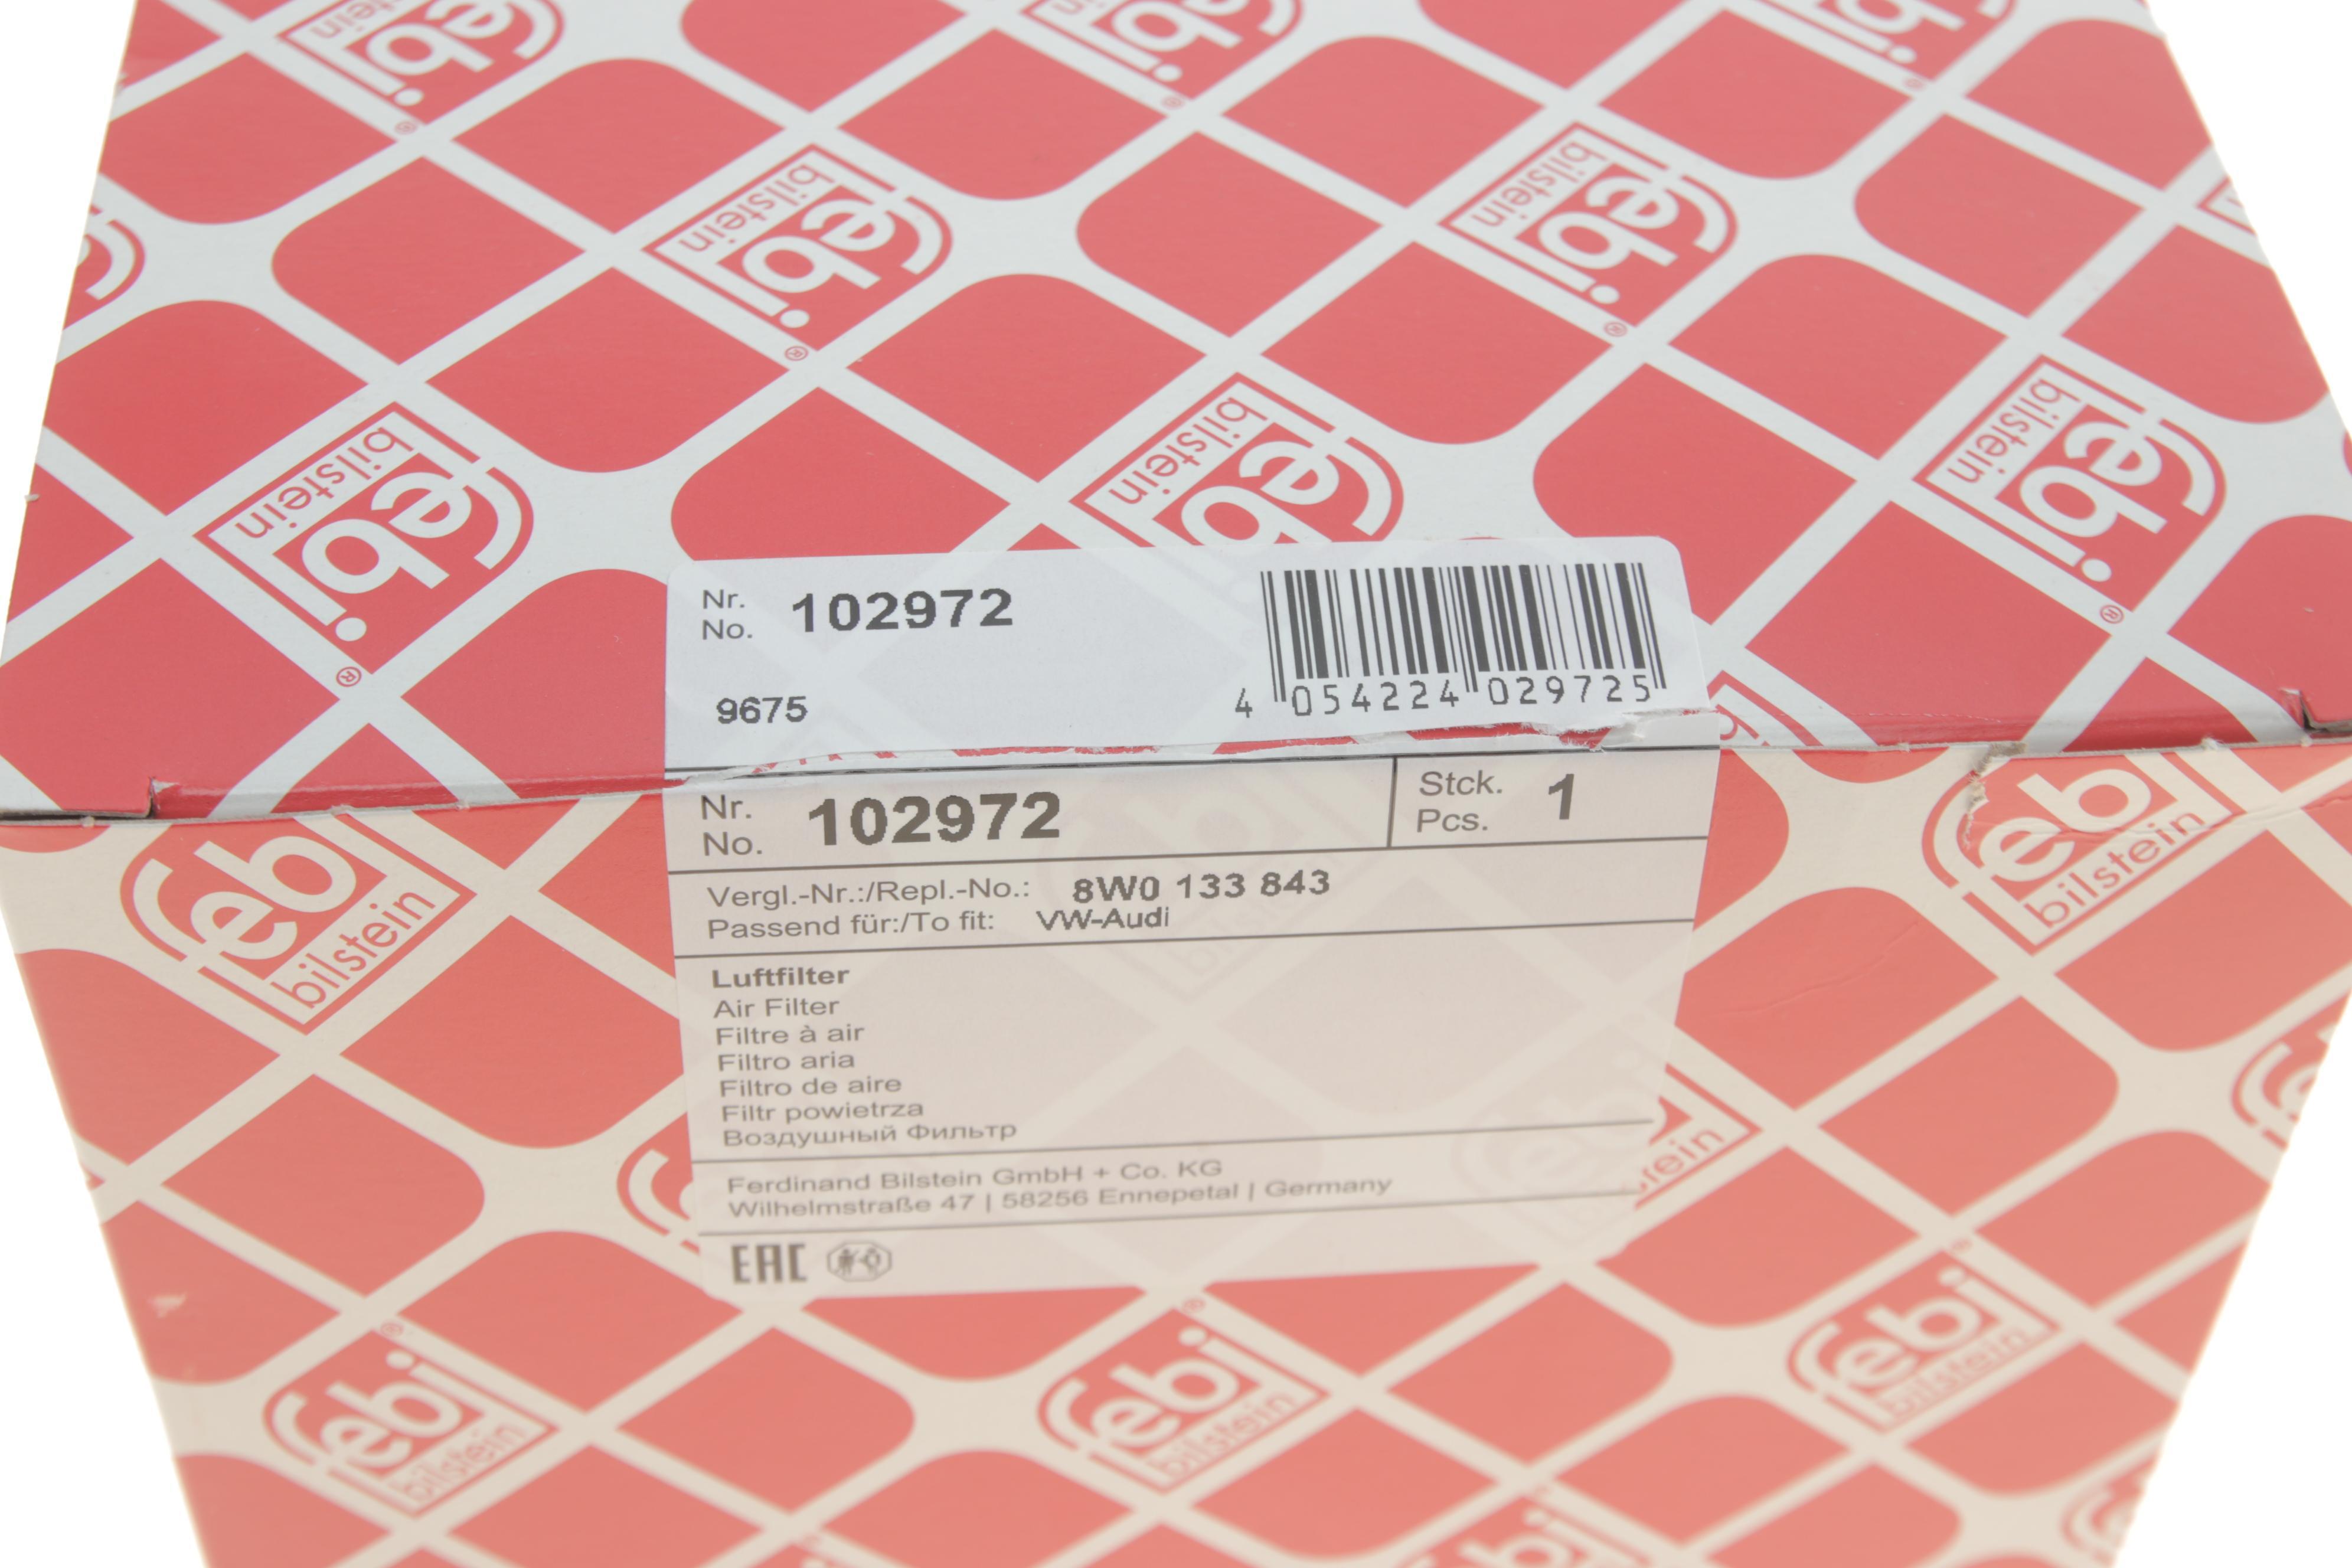 febi
bilstein
Nr.
No.
102972
9675
4 054224 029725
Nr.
No.
102972
Stck.
Pcs.
1
Vergl.-Nr.:/Repl.-No.: 8W0 133 843
Passend für:/To fit: VW-Audi
Luftfilter
Air Filter
Filtre à air
Filtro aria
Filtro de aire
Filtr powietrza
Воздушный Фильтр
Ferdinand Bilstein GmbH + Co. KG
Wilhelmstraße 47 | 58256 Ennepetal | Germany
EAC
febi
bilstein